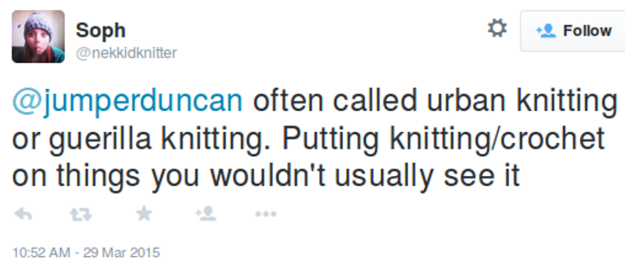 Soph
@nekkidknitter
Follow
@jumperduncan often called urban knitting
or guerilla knitting. Putting knitting/crochet
on things you wouldn't usually see it
10:52 AM - 29 Mar 2015